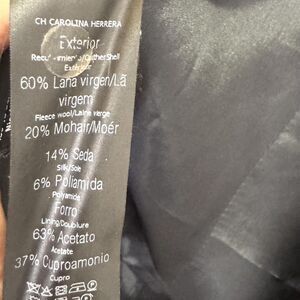 CH CAROLINA HERRERA
Exterior
Exterieur
60% Lana virgen/Lã
virgem
Fleece wool/Laine vierge
20% Mohair/Moér
14% Seda
Silk/Soie
6% Poliamida
Polyamide
Forro
Lining/Doublure
63% Acetato
Acetate
37% Cuproamonio
Cupro